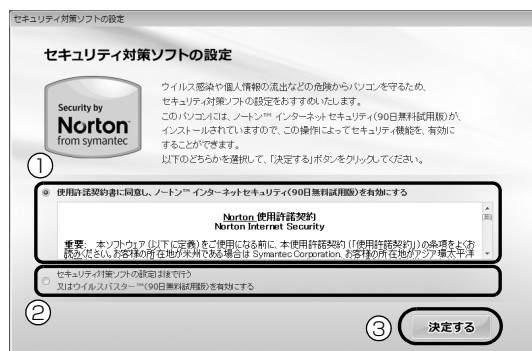 セキュリティ対策ソフトの設定
セキュリティ対策ソフトの設定
Security by
Norton
from symantec
ウイルス感染や個人情報の流出などの危険からパソコンを守るため、
セキュリティ対策ソフトの設定をおすすめいたします。
このパソコンには、ノートン™ インターネットセキュリティ(90日無料試用版)が、
インストールされていますので、この操作によってセキュリティ機能を、有効に
することができます。
以下のどちらかを選択して、「決定する」ボタンをクリックしてください。
①
使用許諾契約書に同意し、ノートン™ インターネットセキュリティ(90日無料試用版)を有効にする
Norton 使用許諾契約
Norton Internet Security
重要: 本ソフトウェア (以下に定義) をご使用になる前に、本使用許諾契約 (「使用許諾契約」) の条項をよくお
読みください。お客様の所在地が米州である場合は Symantec Corporation、お客様の所在地がアジア環太平洋
セキュリティ対策ソフトの設定は後で行う
又はウイルスバスター™(90日無料試用版)を有効にする
②
③
決定する